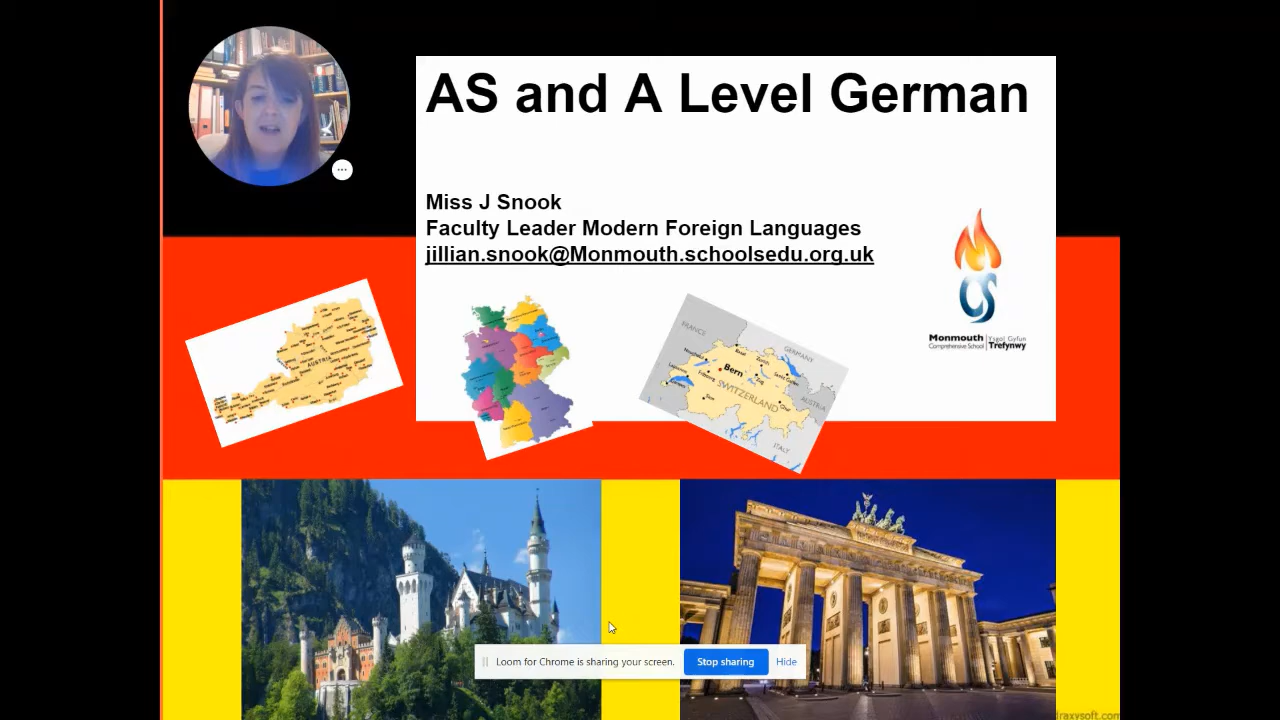 AS and A Level German
Miss J Snook
Faculty Leader Modern Foreign Languages
jillian.snook@Monmouth.schoolsedu.org.uk
Monmouth Ysgol Gyfun
Comprehensive School Trefynwy
AUSTRIA
FRANCE
GERMANY
Bern
SWITZERLAND
AUSTRIA
ITALY
Loom for Chrome is sharing your screen.
Stop sharing
Hide
draxysoft.com